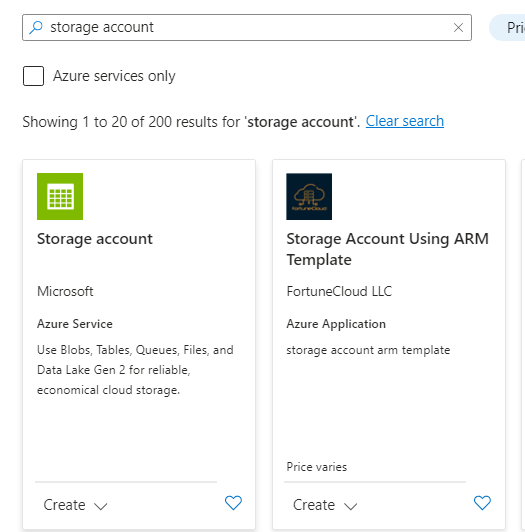 storage account
Pri
Azure services only
Showing 1 to 20 of 200 results for 'storage account'. Clear search
FortuneCloud
Storage account
Storage Account Using ARM
Template
Microsoft
FortuneCloud LLC
Azure Service
Azure Application
Use Blobs, Tables, Queues, Files, and
Data Lake Gen 2 for reliable,
economical cloud storage.
storage account arm template
Price varies
Create
Create